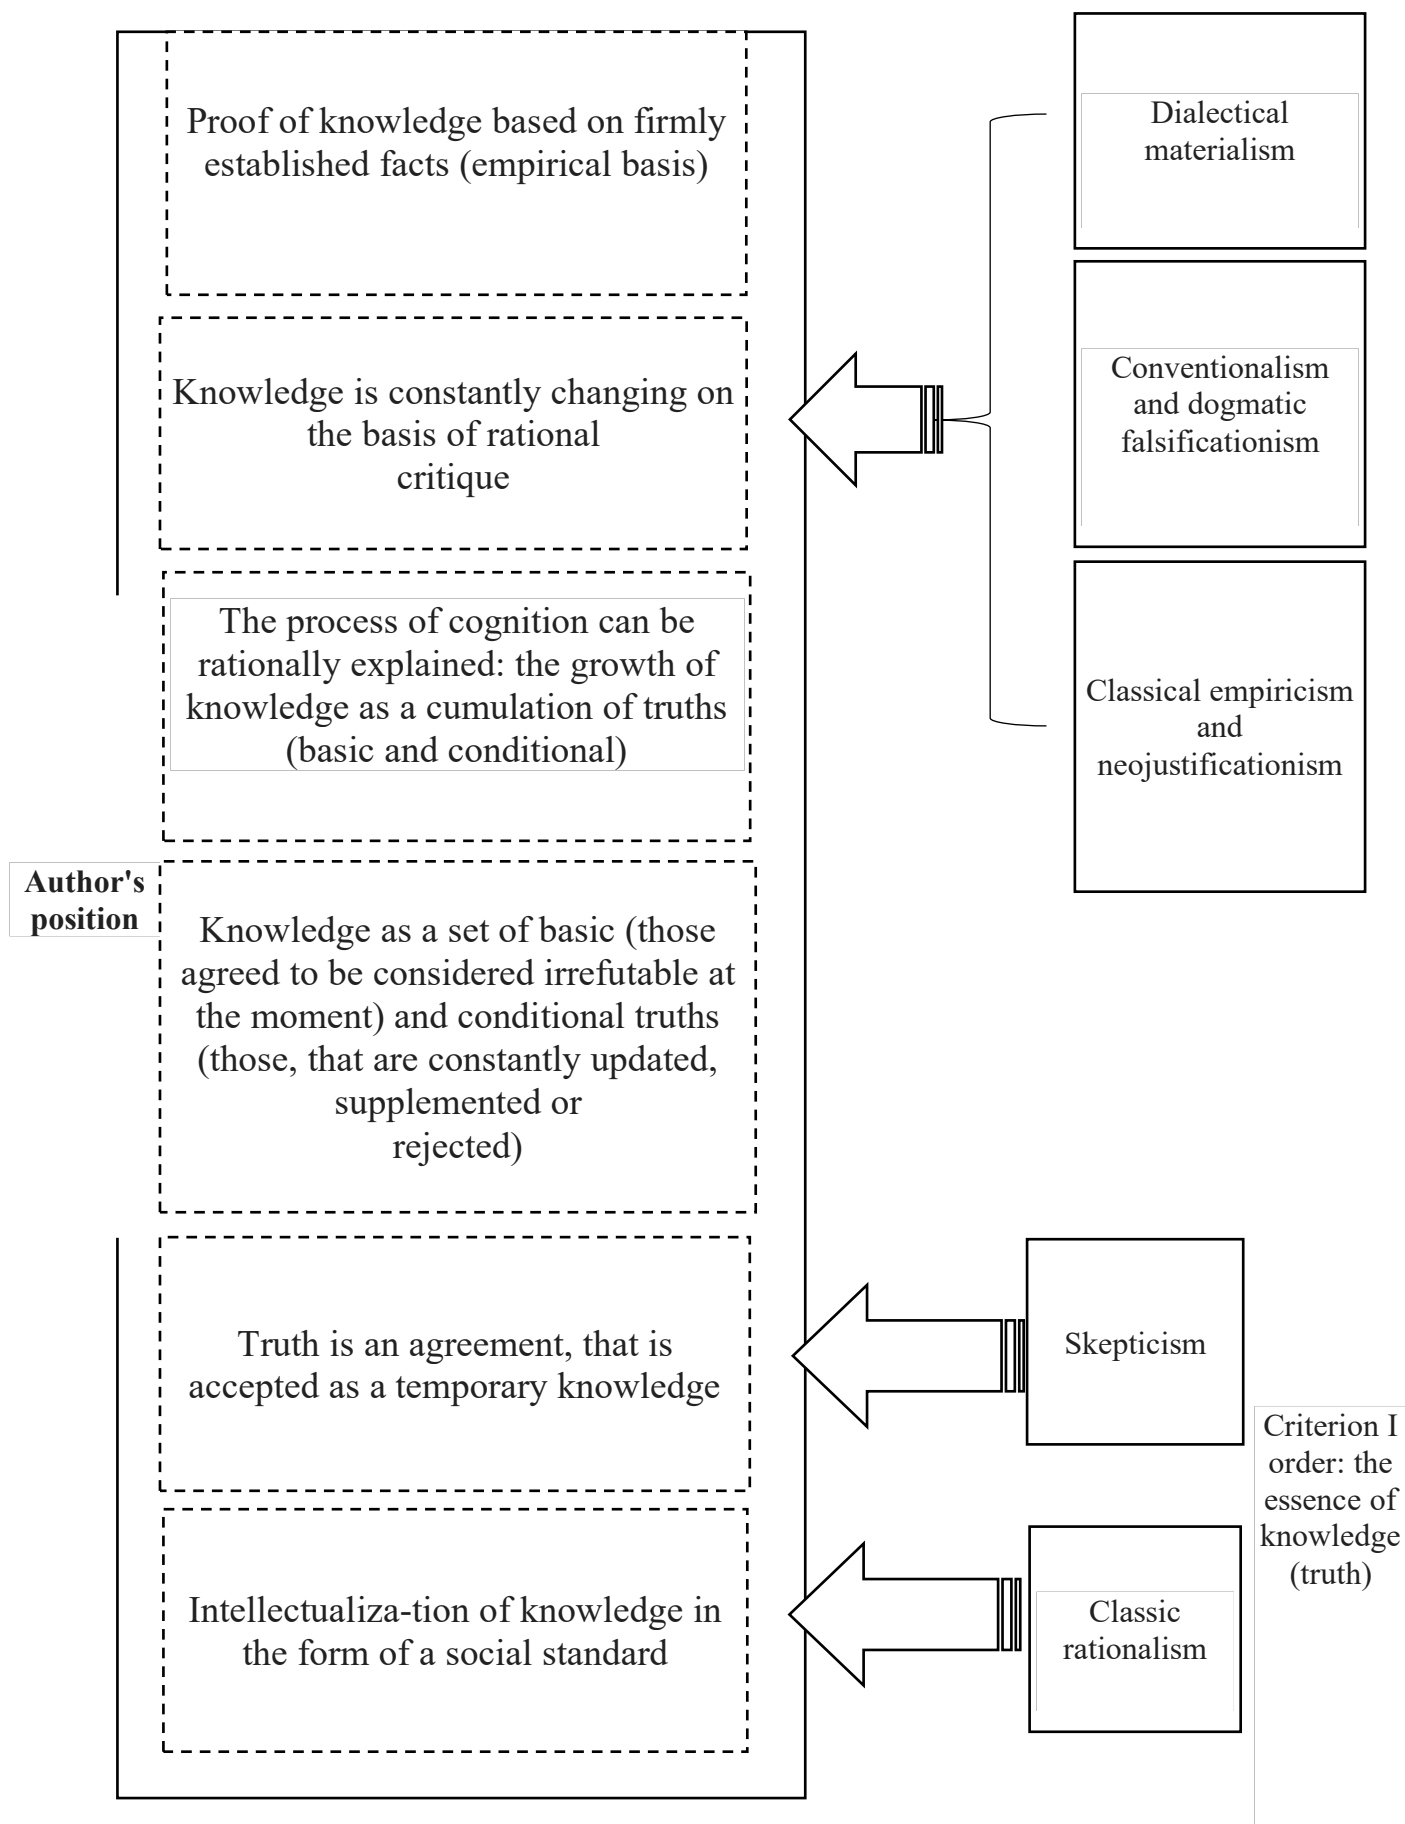 Proof of knowledge based on firmly
established facts (empirical basis)
Knowledge is constantly changing on
the basis of rational
critique
The process of cognition can be
rationally explained: the growth of
knowledge as a cumulation of truths
(basic and conditional)
Author's
position
Knowledge as a set of basic (those
agreed to be considered irrefutable at
the moment) and conditional truths
(those, that are constantly updated,
supplemented or
rejected)
Truth is an agreement, that is
accepted as a temporary knowledge
Intellectualiza-tion of knowledge in
the form of a social standard
Dialectical
materialism
Conventionalism
and dogmatic
falsificationism
Classical empiricism
and
neojustificationism
Skepticism
Classic
rationalism
Criterion I
order: the
essence of
knowledge
(truth)